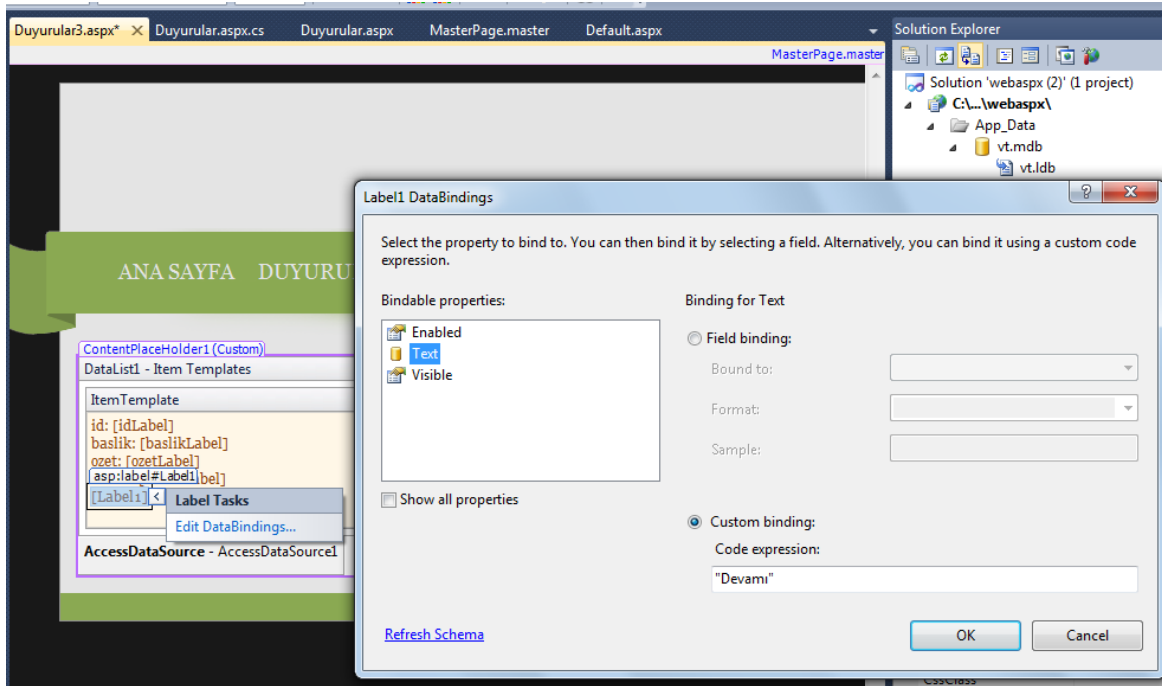 Duyurular3.aspx* Duyurular.aspx.cs Duyurular.aspx MasterPage.master Default.aspx
MasterPage.master
Solution Explorer
Solution 'webaspx (2)' (1 project)
C:\...\webaspx\
App_Data
vt.mdb
vt.ldb
ANA SAYFA DUYURU
ContentPlaceHolder1 (Custom)
DataList1 - Item Templates
ItemTemplate
id: [idLabel]
baslik: [baslikLabel]
ozet: [ozetLabel]
asp:label#Label1 bel]
[Label1] <
Label Tasks
Edit DataBindings...
AccessDataSource - AccessDataSource1
Label1 DataBindings
Select the property to bind to. You can then bind it by selecting a field. Alternatively, you can bind it using a custom code
expression.
Bindable properties:
Enabled
Text
Visible
Show all properties
Refresh Schema
Binding for Text
Field binding:
Bound to:
Format:
Sample:
Custom binding:
Code expression:
"Devamı"
OK Cancel
CssClass